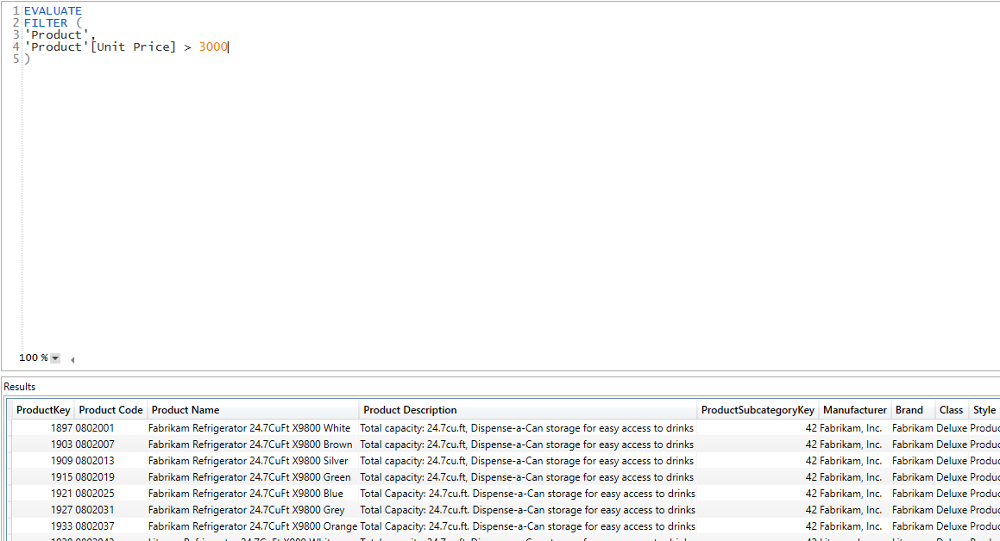 1 EVALUATE
2 FILTER (
3 'Product',
4 'Product'[Unit Price] > 3000
5 )
100 %
Results
ProductKey Product Code Product Name Product Description ProductSubcategoryKey Manufacturer Brand Class Style
1897 0802001 Fabrikam Refrigerator 24.7CuFt X9800 White Total capacity: 24.7cu.ft, Dispense-a-Can storage for easy access to drinks 42 Fabrikam, Inc. Fabrikam Deluxe Produc
1903 0802007 Fabrikam Refrigerator 24.7CuFt X9800 Brown Total capacity: 24.7cu.ft, Dispense-a-Can storage for easy access to drinks 42 Fabrikam, Inc. Fabrikam Deluxe Produc
1909 0802013 Fabrikam Refrigerator 24.7CuFt X9800 Silver Total capacity: 24.7cu.ft, Dispense-a-Can storage for easy access to drinks 42 Fabrikam, Inc. Fabrikam Deluxe Produc
1915 0802019 Fabrikam Refrigerator 24.7CuFt X9800 Green Total capacity: 24.7cu.ft, Dispense-a-Can storage for easy access to drinks 42 Fabrikam, Inc. Fabrikam Deluxe Produc
1921 0802025 Fabrikam Refrigerator 24.7CuFt X9800 Blue Total Capacity: 24.7cu.ft. Dispense-a-Can storage for easy access to drinks 42 Fabrikam, Inc. Fabrikam Deluxe Produc
1927 0802031 Fabrikam Refrigerator 24.7CuFt X9800 Grey Total Capacity: 24.7cu.ft. Dispense-a-Can storage for easy access to drinks 42 Fabrikam, Inc. Fabrikam Deluxe Produc
1933 0802037 Fabrikam Refrigerator 24.7CuFt X9800 Orange Total Capacity: 24.7cu.ft. Dispense-a-Can storage for easy access to drinks 42 Fabrikam, Inc. Fabrikam Deluxe Produc